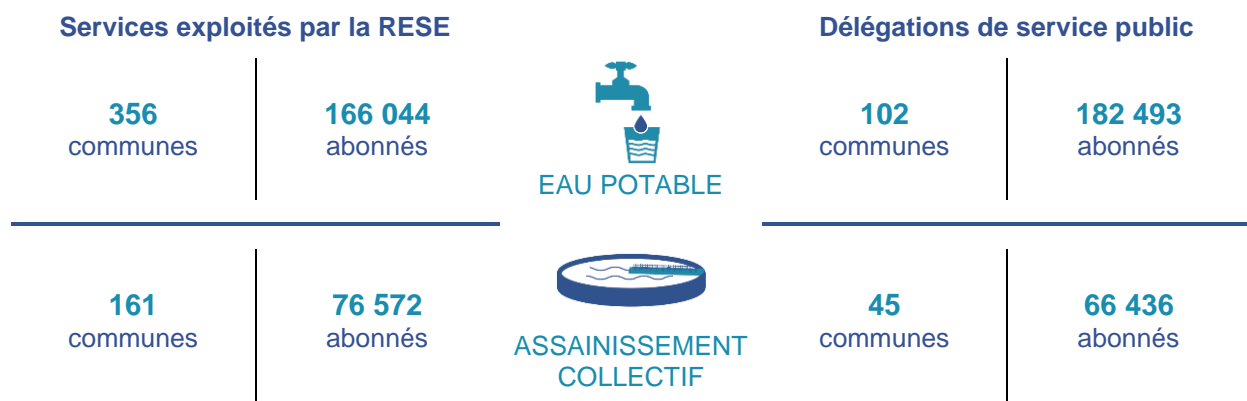 Services exploités par la RESE
Délégations de service public
356
communes
166 044
abonnés
EAU POTABLE
102
communes
182 493
abonnés
161
communes
76 572
abonnés
ASSAINISSEMENT
COLLECTIF
45
communes
66 436
abonnés